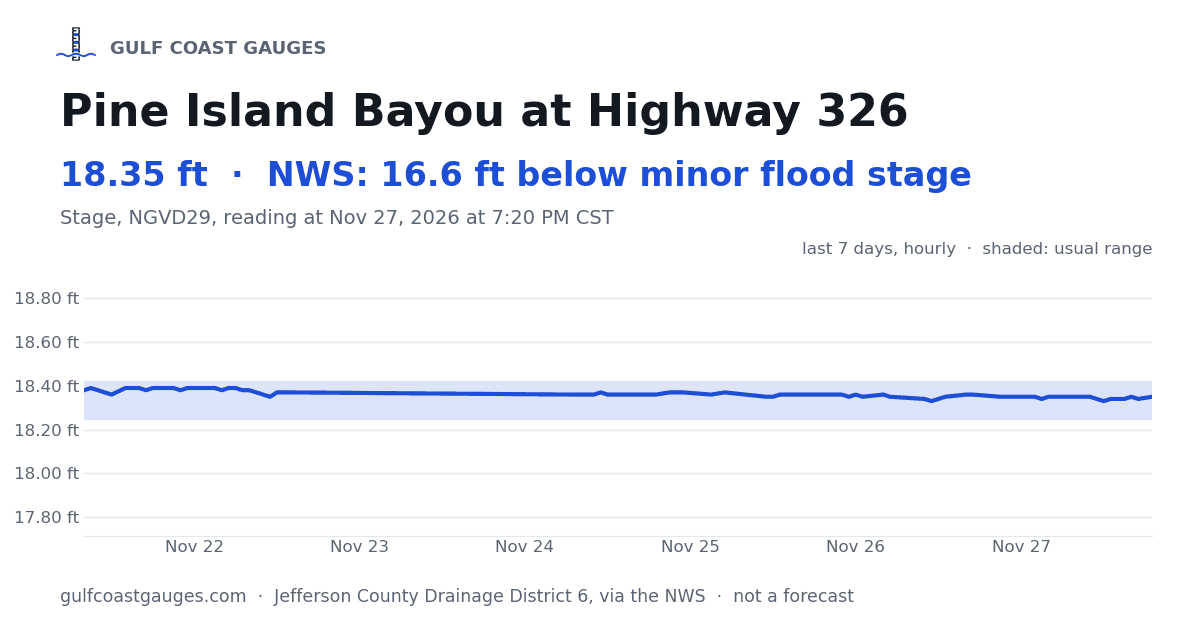 GULF COAST GAUGES
Pine Island Bayou at Highway 326
18.35 ft · NWS: 16.6 ft below minor flood stage
Stage, NGVD29, reading at Nov 27, 2026 at 7:20 PM CST
last 7 days, hourly · shaded: usual range
18.80 ft
18.60 ft
18.40 ft
18.20 ft
18.00 ft
17.80 ft
Nov 22 Nov 23 Nov 24 Nov 25 Nov 26 Nov 27
gulfcoastgauges.com · Jefferson County Drainage District 6, via the NWS · not a forecast